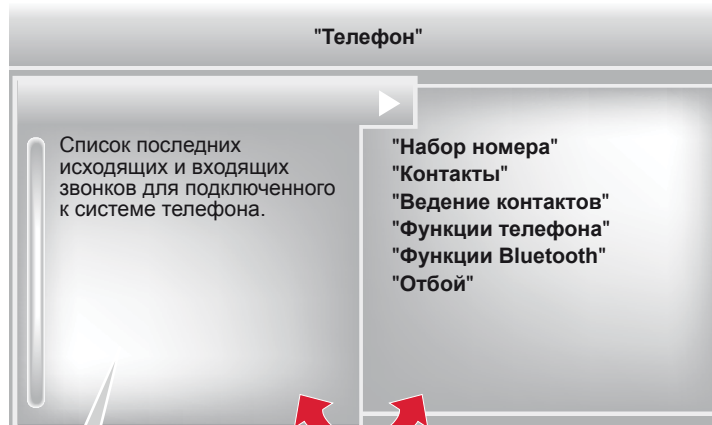 "Телефон"
Список последних
исходящих и входящих
звонков для подключенного
к системе телефона.
"Набор номера"
"Контакты"
"Ведение контактов"
"Функции телефона"
"Функции Bluetooth"
"Отбой"